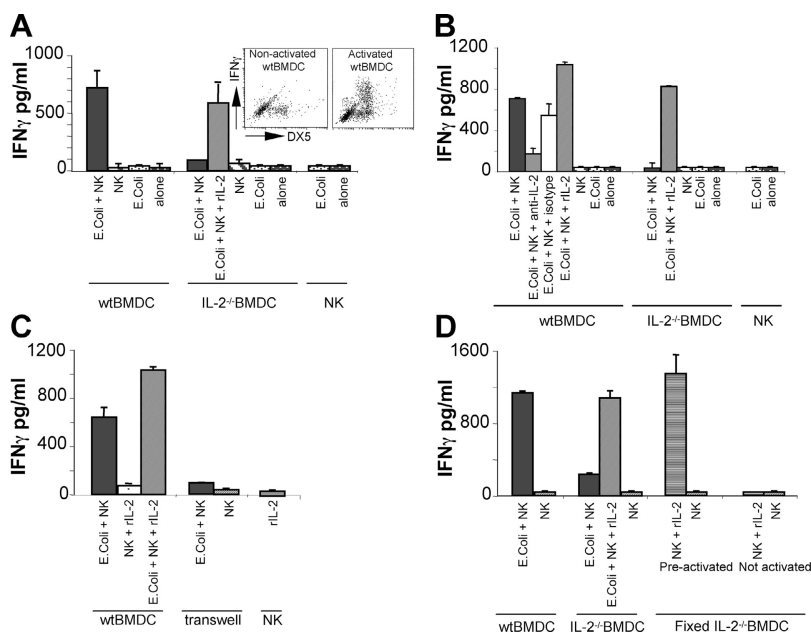 A
IFNγ pg/ml
1000
500
0
Non-activated
wtBMDC
Activated
wtBMDC
IFNγ
DX5
E.Coli + NK
NK
E.Coli
alone
E.Coli + NK
E.Coli + NK + rIL-2
NK
E.Coli
alone
E.Coli
alone
wtBMDC
IL-2-/-BMDC
NK
B
IFNγ pg/ml
1200
800
400
0
E.Coli + NK
E.Coli + NK + anti-IL-2
E.Coli + NK + isotype
E.Coli + NK + rIL-2
NK
E.Coli
alone
E.Coli + NK
E.Coli + NK + rIL-2
NK
E.Coli
alone
E.Coli
alone
wtBMDC
IL-2-/-BMDC
NK
C
IFNγ pg/ml
1200
800
400
0
E.Coli + NK
NK + rIL-2
E.Coli + NK + rIL-2
E.Coli + NK
NK
rIL-2
wtBMDC
transwell
NK
D
IFNγ pg/ml
1600
1200
800
400
0
E.Coli + NK
NK
E.Coli + NK
E.Coli + NK + rIL-2
NK
NK + rIL-2
NK
NK + rIL-2
NK
Pre-activated
Not activated
wtBMDC
IL-2-/-BMDC
Fixed IL-2-/-BMDC